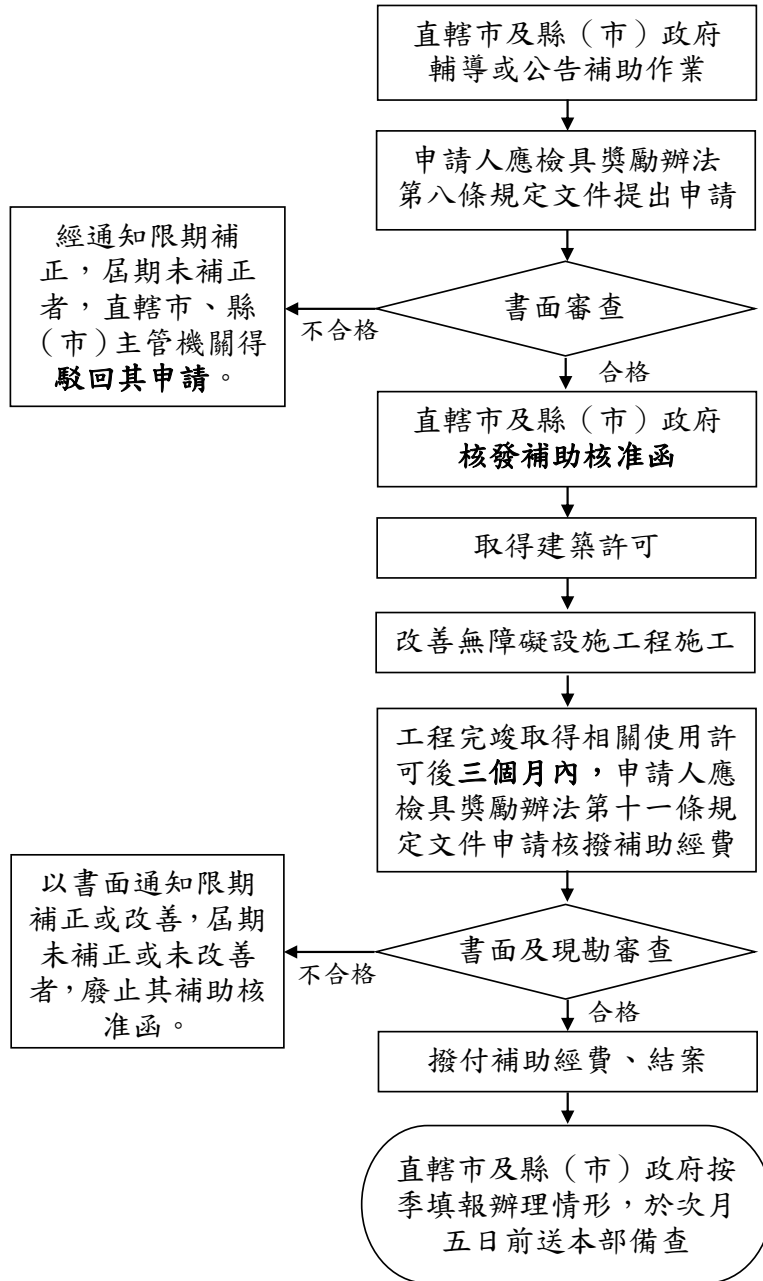 直轄市及縣（市）政府
輔導或公告補助作業
申請人應檢具獎勵辦法
第八條規定文件提出申請
經通知限期補
正，屆期未補正
者，直轄市、縣
（市）主管機關得
駁回其申請。
書面審查
不合格
合格
直轄市及縣（市）政府
核發補助核准函
取得建築許可
改善無障礙設施工程施工
工程完竣取得相關使用許
可後三個月內，申請人應
檢具獎勵辦法第十一條規
定文件申請核撥補助經費
以書面通知限期
補正或改善，屆期
未補正或未改善
者，廢止其補助核
准函。
書面及現勘審查
不合格
合格
撥付補助經費、結案
直轄市及縣（市）政府按
季填報辦理情形，於次月
五日前送本部備查